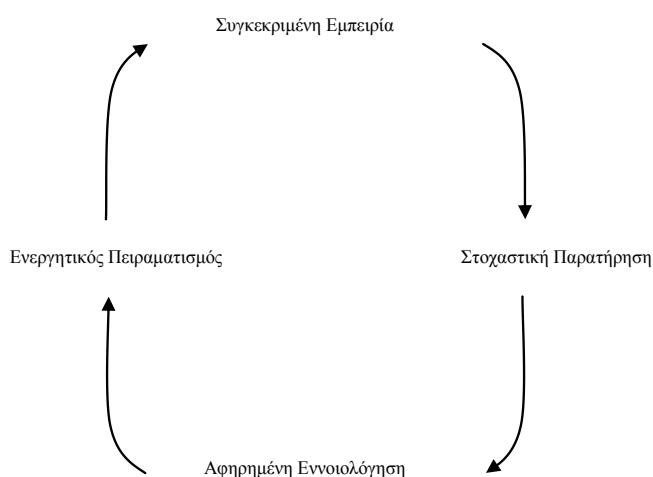 Συγκεκριμένη Εμπειρία
Ενεργητικός Πειραματισμός
Στοχαστική Παρατήρηση
Αφηρημένη Εννοιολόγηση